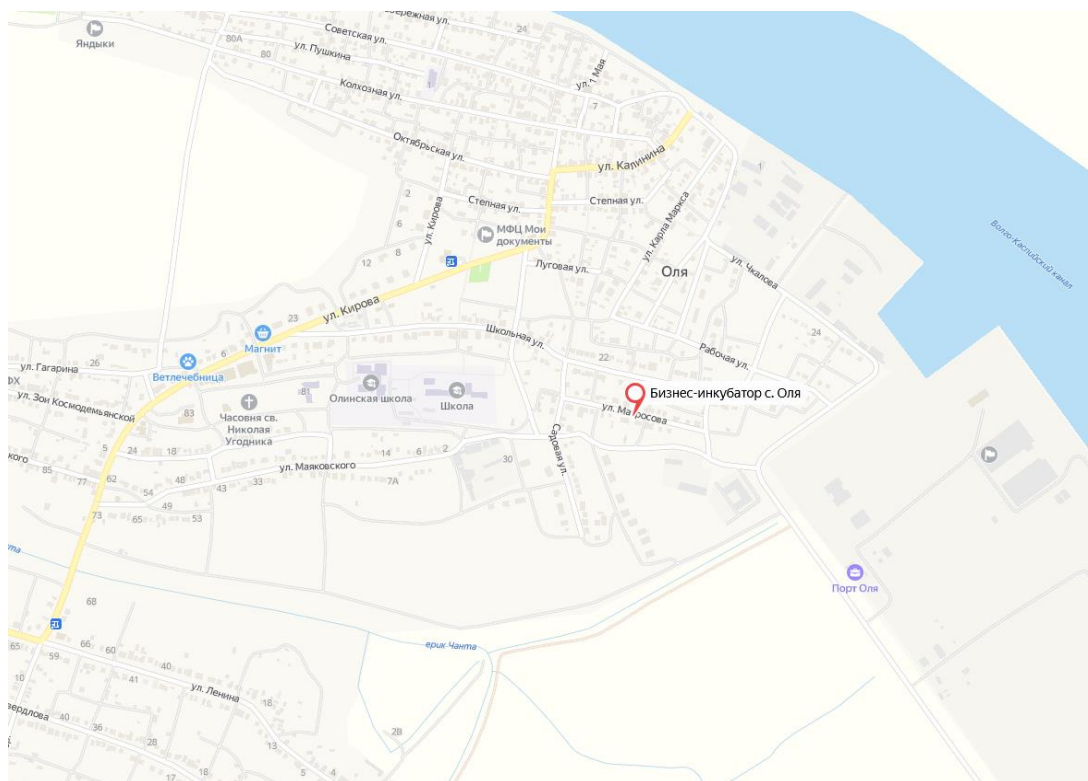 Советская ул.
24
80А
Яндыки
ул. Пушкина
80
1
ул. 1 Мая
7
Колхозная ул.
Октябрьская ул.
ул. Калинина
1
2
Степная ул.
Степная ул.
6
ул. Кирова
МФЦ Мои
документы
ул. Карла Маркса
Волго-Каспийский канал
8
12
Луговая ул.
Оля
ул. Чкалова
ул. Кирова
23
Школьная ул.
24
Магнит
6
22
Рабочая ул.
ул. Гагарина
26
Ветлечебница
ФХ
81
Олинская школа
Школа
Бизнес-инкубатор с. Оля
ул. Зои Космодемьянской
83
Часовня св.
Николая
Угодника
ул. Матросова
Садовая ул.
5
24
18
14
6
2
30
ул. Маяковского
85
77
62
48
43
33
7А
54
49
73
65
53
Порт Оля
68
ерик Чанта
65
59
66
60
40
41
10
ул. Ленина
18
40
36
28
13
2В
12
5
4
18
17